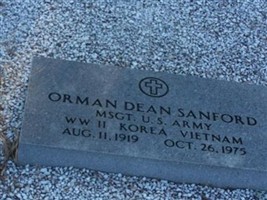 ORMAN DEAN SANFORD
MSGT U.S. ARMY
WW II KOREA VIETNAM
AUG. 11, 1919 OCT. 26, 1975